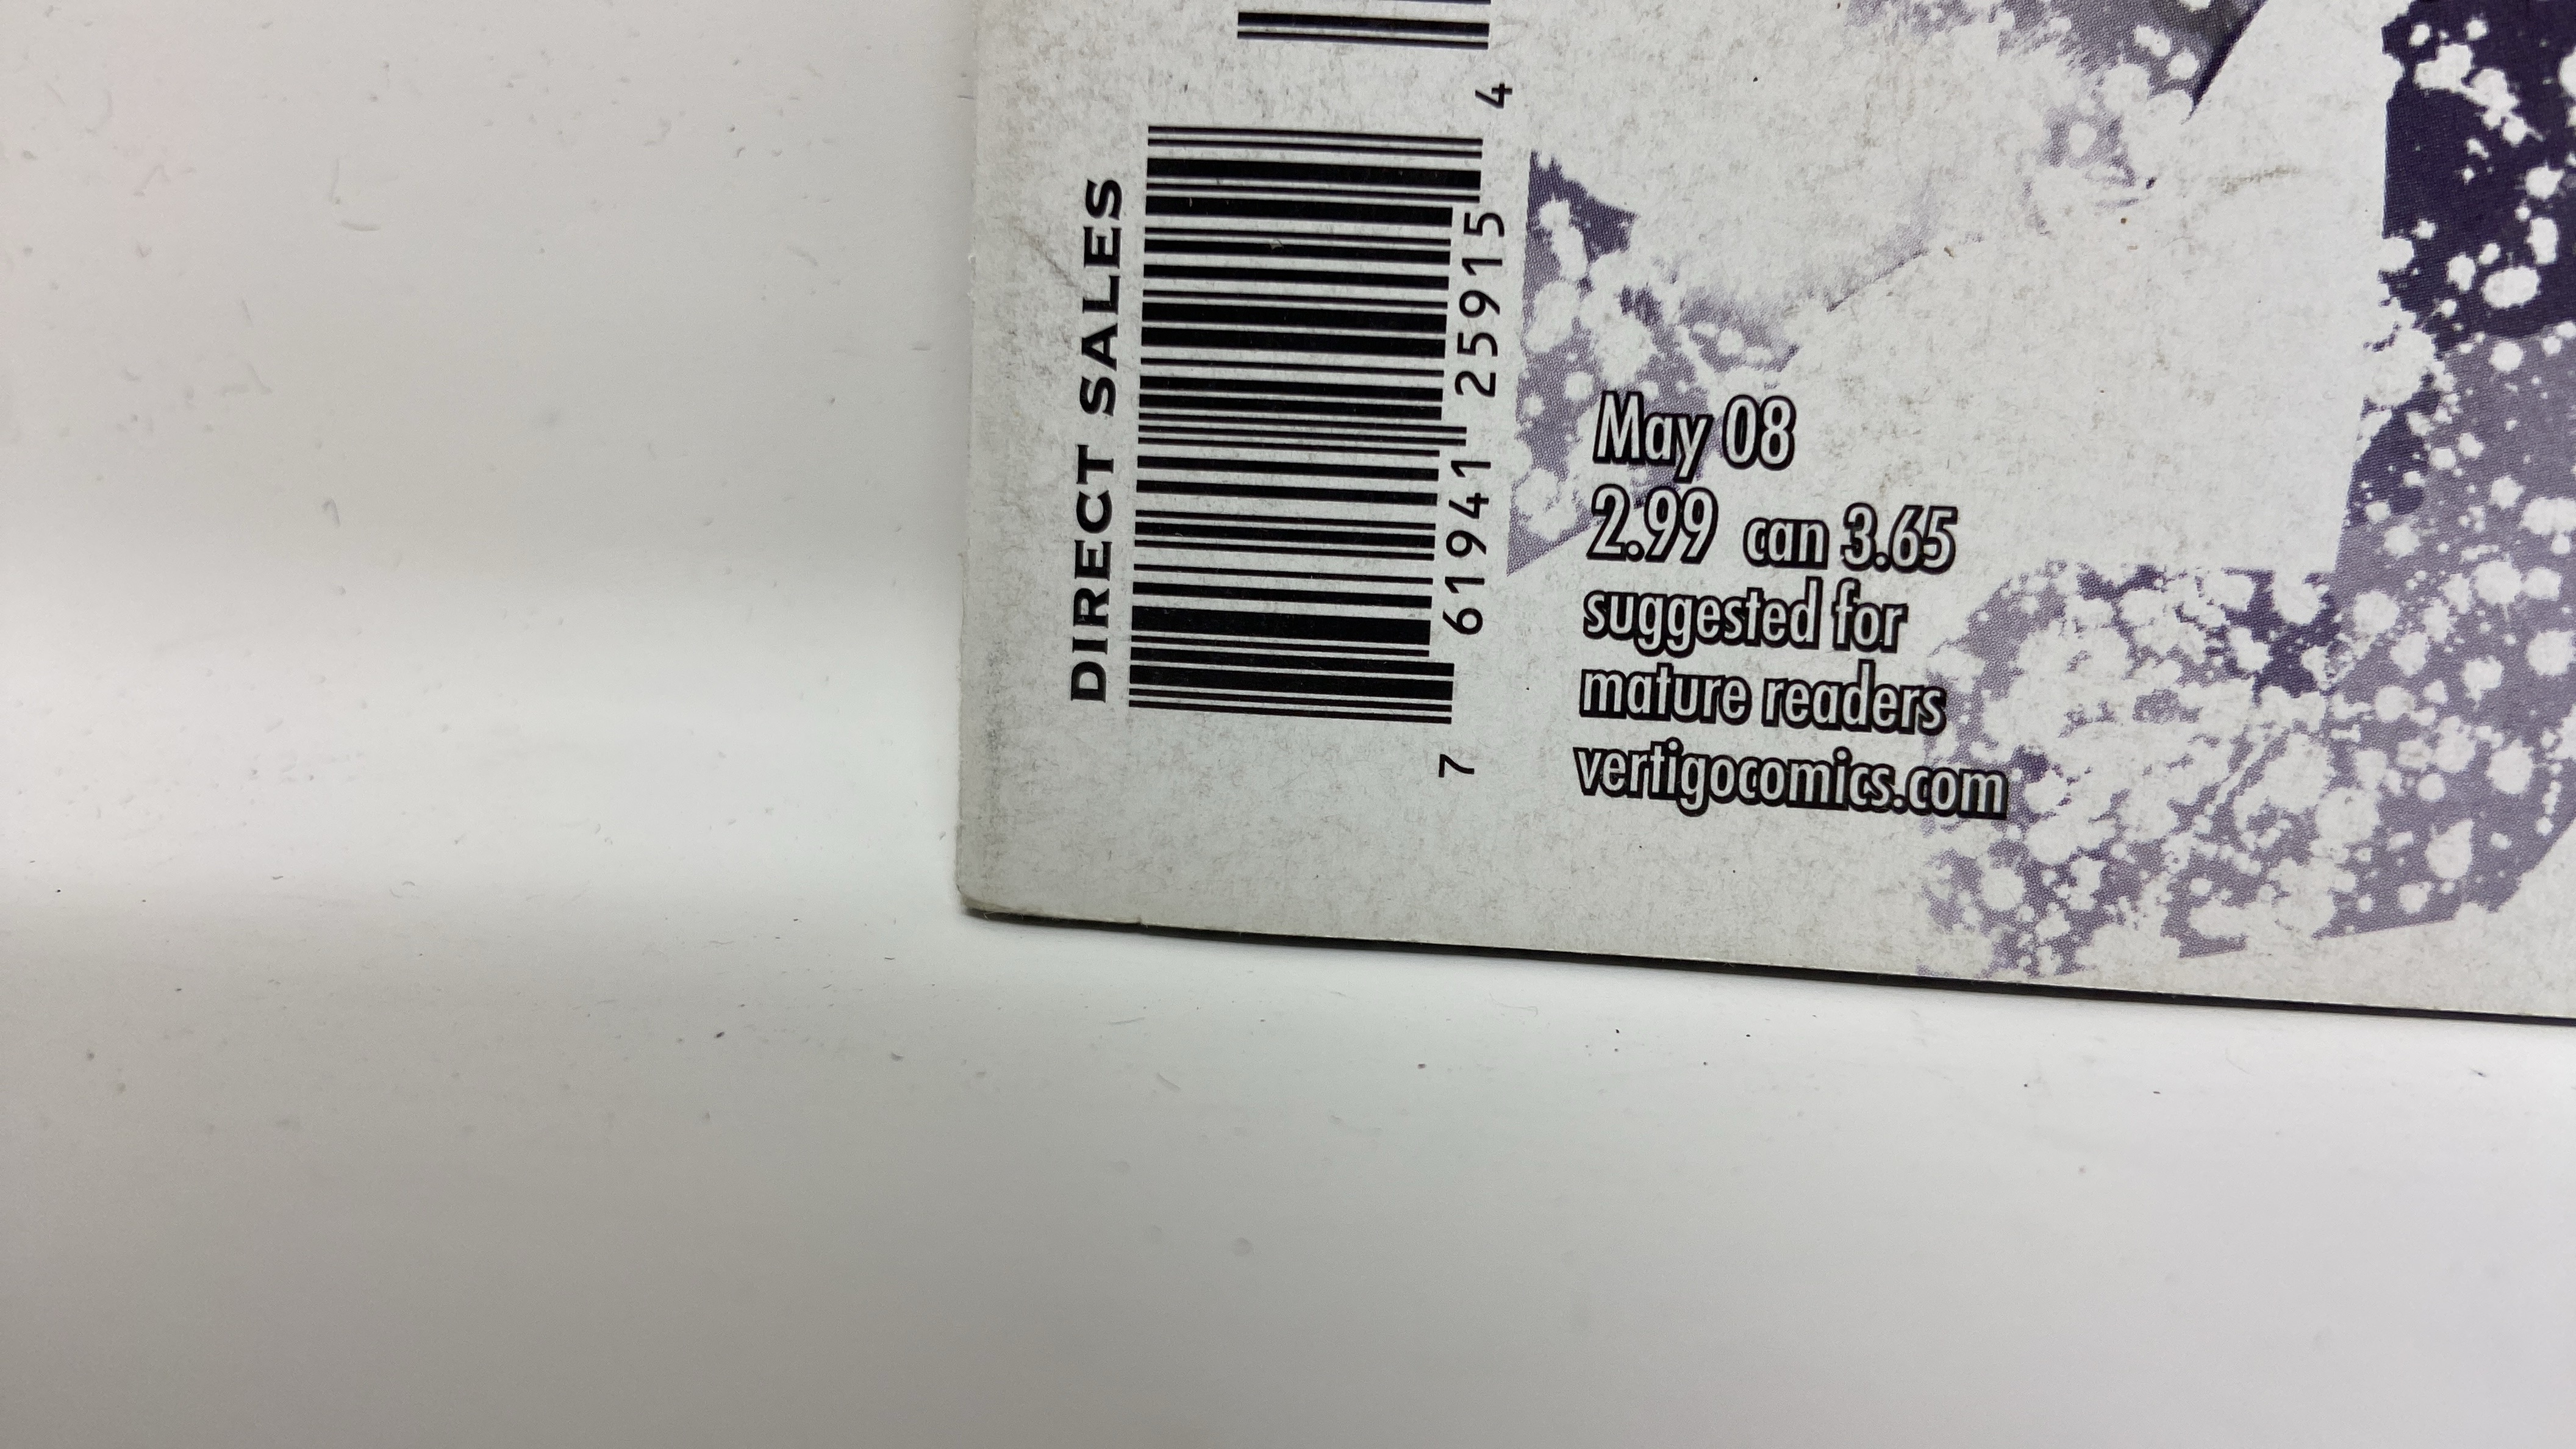 DIRECT SALES
7 61941 25915 4
May 08
2.99 can 3.65
suggested for
mature readers
vertigocomics.com